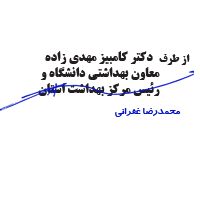 از طرف دکتر کامبیز مهدی زاده
معاون بهداشتی دانشگاه و
رئیس مرکز بهداشت استان
محمدرضا غفرانی